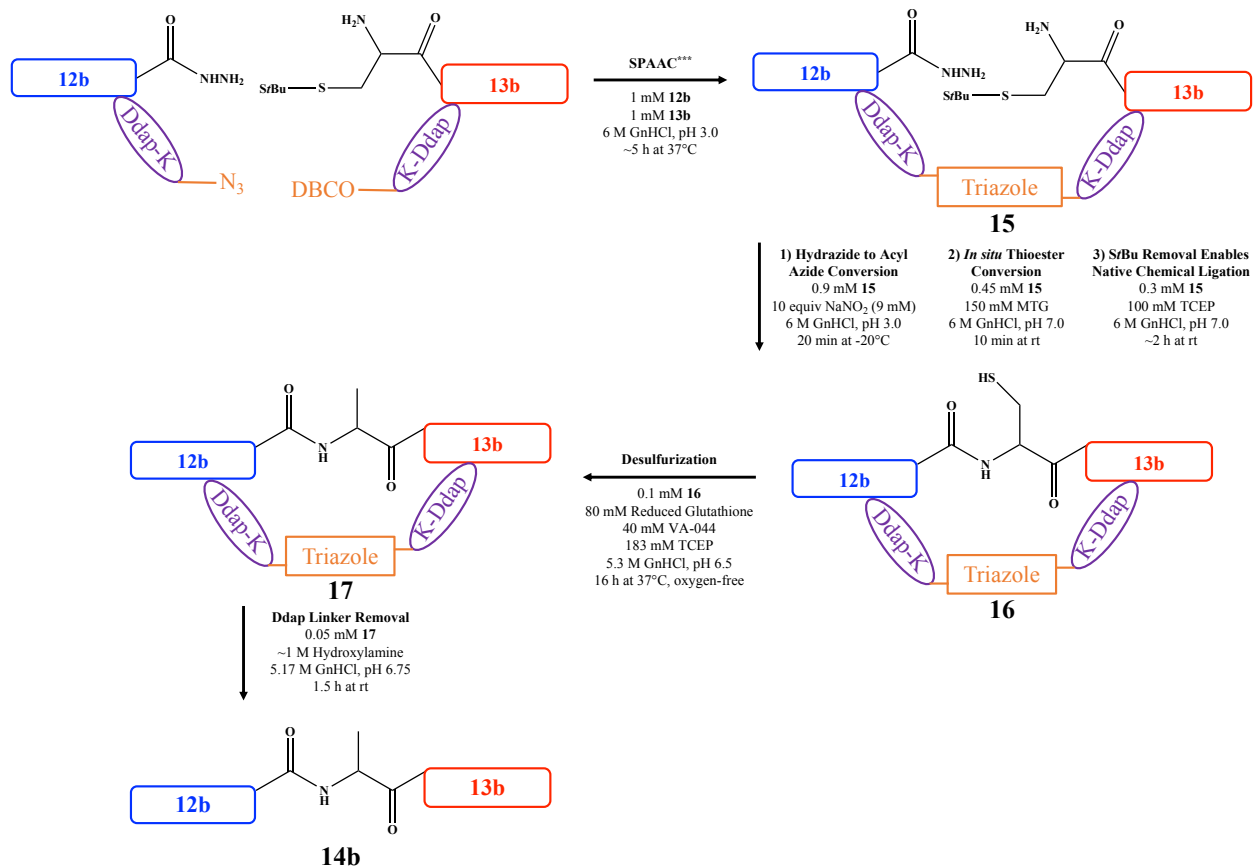 O
NHNH2
12b
Ddap-K
N3
H2N
O
StBu
S
13b
K-Ddap
DBCO
SPAAC***
1 mM 12b
1 mM 13b
6 M GnHCl, pH 3.0
~5 h at 37°C
O
NHNH2
12b
Ddap-K
H2N
O
StBu
S
13b
K-Ddap
Triazole
15
1) Hydrazide to Acyl
Azide Conversion
0.9 mM 15
10 equiv NaNO2 (9 mM)
6 M GnHCl, pH 3.0
20 min at -20°C
2) In situ Thioester
Conversion
0.45 mM 15
150 mM MTG
6 M GnHCl, pH 7.0
10 min at rt
3) StBu Removal Enables
Native Chemical Ligation
0.3 mM 15
100 mM TCEP
6 M GnHCl, pH 7.0
~2 h at rt
HS
O
N
H
O
12b
13b
Ddap-K
K-Ddap
Triazole
16
Desulfurization
0.1 mM 16
80 mM Reduced Glutathione
40 mM VA-044
183 mM TCEP
5.3 M GnHCl, pH 6.5
16 h at 37°C, oxygen-free
O
N
H
O
12b
13b
Ddap-K
K-Ddap
Triazole
17
Ddap Linker Removal
0.05 mM 17
~1 M Hydroxylamine
5.17 M GnHCl, pH 6.75
1.5 h at rt
O
N
H
O
12b
13b
14b